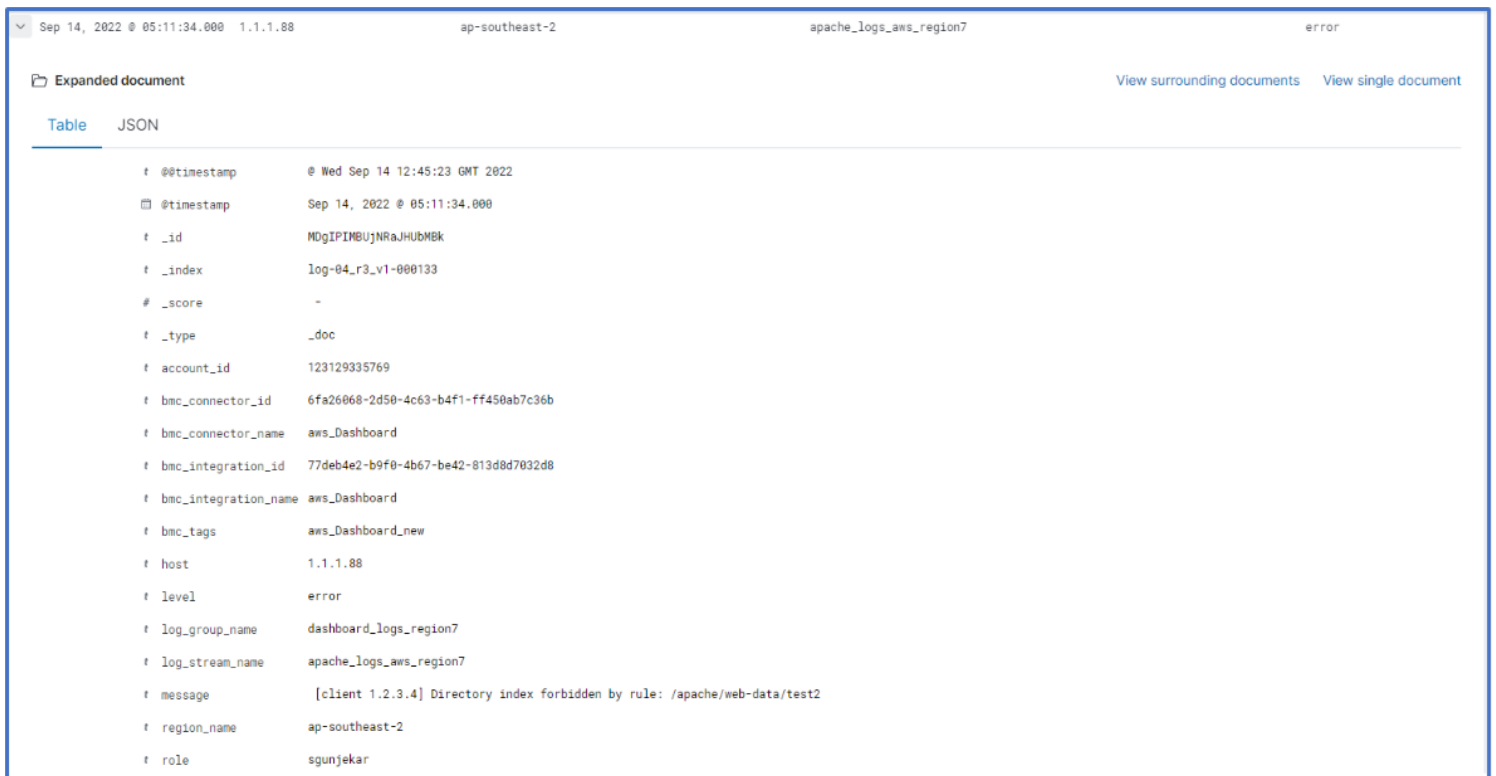 Sep 14, 2022 @ 05:11:34.000 1.1.1.88 ap-southeast-2 apache_logs_aws_region7 error
Expanded document View surrounding documents View single document
Table JSON
t @@timestamp @ Wed Sep 14 12:45:23 GMT 2022
@timestamp Sep 14, 2022 @ 05:11:34.000
t _id MDgIPIMBUjNRaJHUbMBk
t _index log-04_r3_v1-000133
# _score -
t _type _doc
t account_id 123129335769
t bmc_connector_id 6fa26068-2d50-4c63-b4f1-ff450ab7c36b
t bmc_connector_name aws_Dashboard
t bmc_integration_id 77deb4e2-b9f0-4b67-be42-813d8d7032d8
t bmc_integration_name aws_Dashboard
t bmc_tags aws_Dashboard_new
t host 1.1.1.88
t level error
t log_group_name dashboard_logs_region7
t log_stream_name apache_logs_aws_region7
t message [client 1.2.3.4] Directory index forbidden by rule: /apache/web-data/test2
t region_name ap-southeast-2
t role sgunjekar